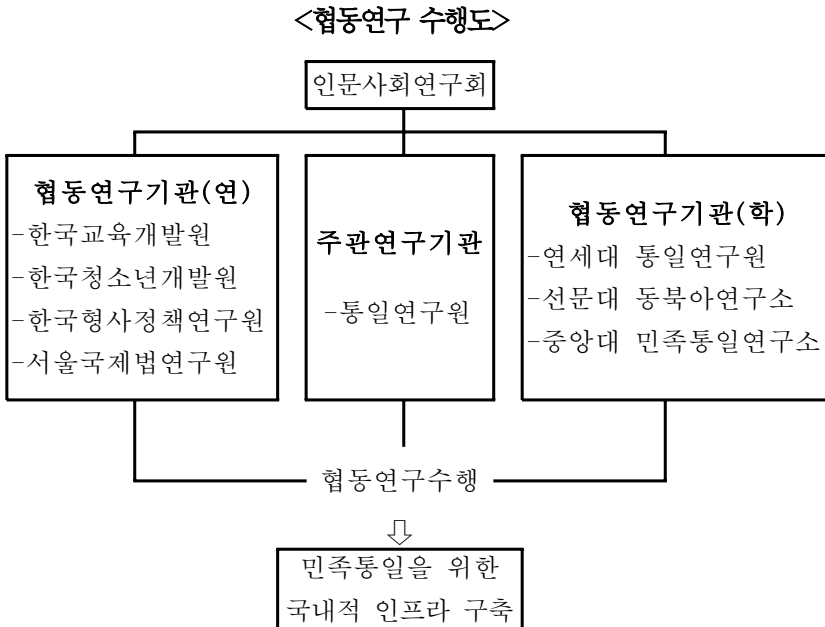 <협동연구 수행도>
인문사회연구회
협동연구기관(연)
-한국교육개발원
-한국청소년개발원
-한국형사정책연구원
-서울국제법연구원
주관연구기관
-통일연구원
협동연구기관(학)
-연세대 통일연구원
-선문대 동북아연구소
-중앙대 민족통일연구소
협동연구수행
민족통일을 위한
국내적 인프라 구축